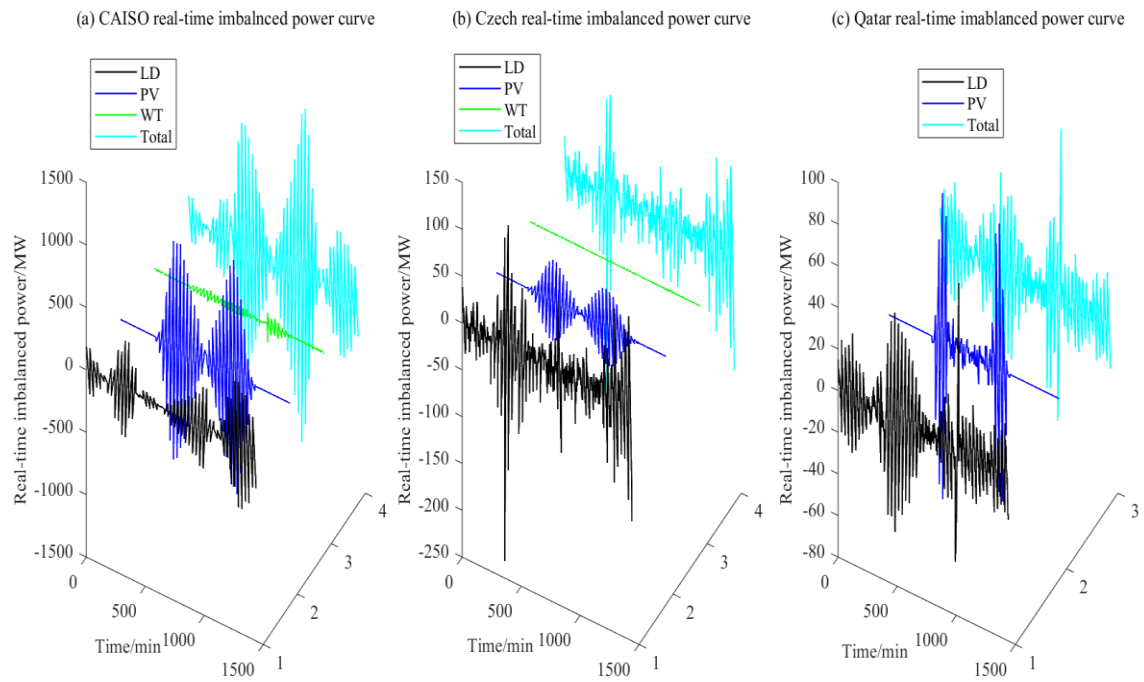 (a) CAISO real-time imbalnced power curve
LD
PV
WT
Total
1500
1000
500
0
-500
-1000
-1500
Real-time imbalanced power/MW
0
500
1000
1500
Time/min
1
2
3
4
(b) Czech real-time imbalanced power curve
LD
PV
WT
Total
150
100
50
0
-50
-100
-150
-200
-250
Real-time imbalanced power/MW
0
500
1000
1500
Time/min
1
2
3
4
(c) Qatar real-time imablanced power curve
LD
PV
Total
100
80
60
40
20
0
-20
-40
-60
-80
Real-time imbalanced power/MW
0
500
1000
1500
Time/min
1
2
3